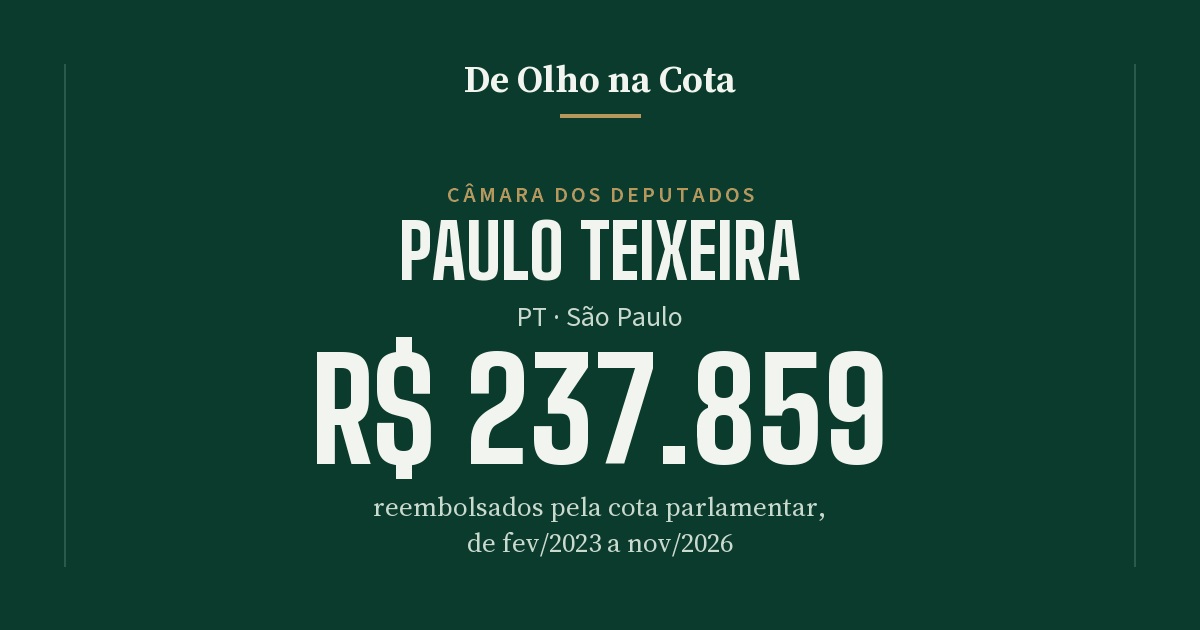 De Olho na Cota
CÂMARA DOS DEPUTADOS
PAULO TEIXEIRA
PT · São Paulo
R$ 237.859
reembolsados pela cota parlamentar,
de fev/2023 a nov/2026